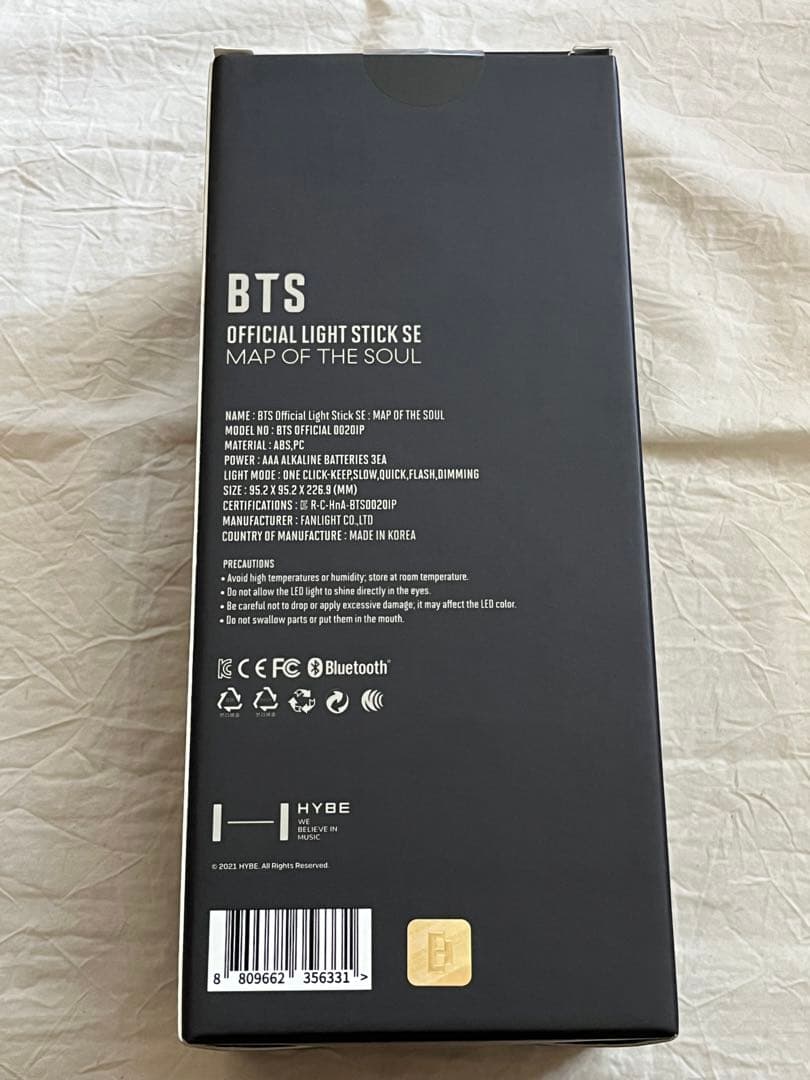 BTS
OFFICIAL LIGHT STICK SE
MAP OF THE SOUL
NAME : BTS Official Light Stick SE : MAP OF THE SOUL
MODEL NO : BTS OFFICIAL 0020IP
MATERIAL : ABS,PC
POWER : AAA ALKALINE BATTERIES 3EA
LIGHT MODE : ONE CLICK-KEEP,SLOW,QUICK,FLASH,DIMMING
SIZE : 95.2 X 95.2 X 226.9 (MM)
CERTIFICATIONS : R-C-HnA-BTS0020IP
MANUFACTURER : FANLIGHT CO.,LTD
COUNTRY OF MANUFACTURE : MADE IN KOREA
PRECAUTIONS
• Avoid high temperatures or humidity; store at room temperature.
• Do not allow the LED light to shine directly in the eyes.
• Be careful not to drop or apply excessive damage; it may affect the LED color.
• Do not swallow parts or put them in the mouth.
CE FC Bluetooth®
HYBE
WE
BELIEVE IN
MUSIC
© 2021 HYBE. All Rights Reserved.
8 809662 356331 >